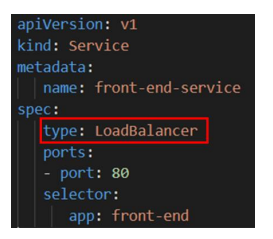 apiVersion: v1
kind: Service
metadata:
  name: front-end-service
spec:
  type: LoadBalancer
  ports:
  - port: 80
  selector:
    app: front-end